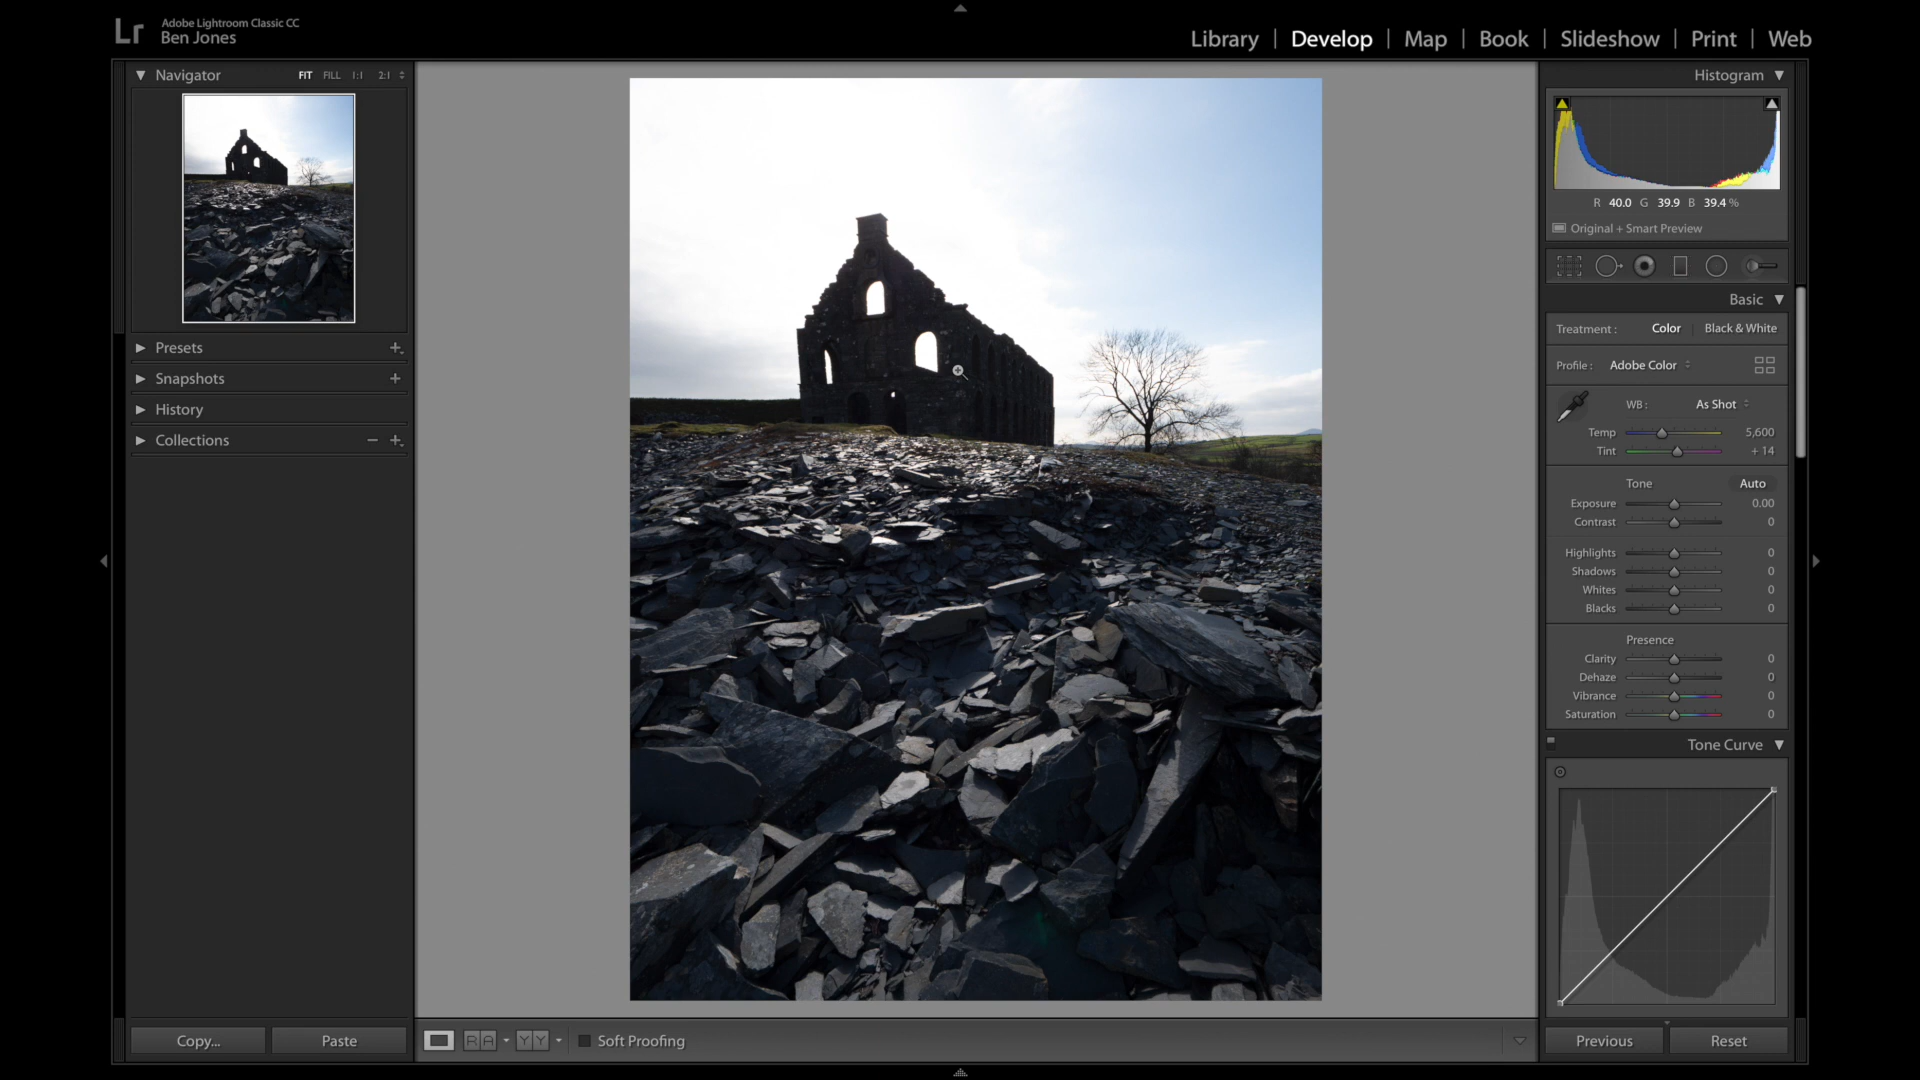 Lr
Adobe Lightroom Classic CC
Ben Jones
Library | Develop | Map | Book | Slideshow | Print | Web
Navigator FIT FILL 1:1 2:1
Presets
Snapshots
History
Collections
Copy... Paste
R A Y Y Soft Proofing
Histogram
R 40.0 G 39.9 B 39.4 %
Original + Smart Preview
Basic
Treatment : Color | Black & White
Profile : Adobe Color
WB : As Shot
Temp 5,600
Tint + 14
Tone Auto
Exposure 0.00
Contrast 0
Highlights 0
Shadows 0
Whites 0
Blacks 0
Presence
Clarity 0
Dehaze 0
Vibrance 0
Saturation 0
Tone Curve
Previous Reset